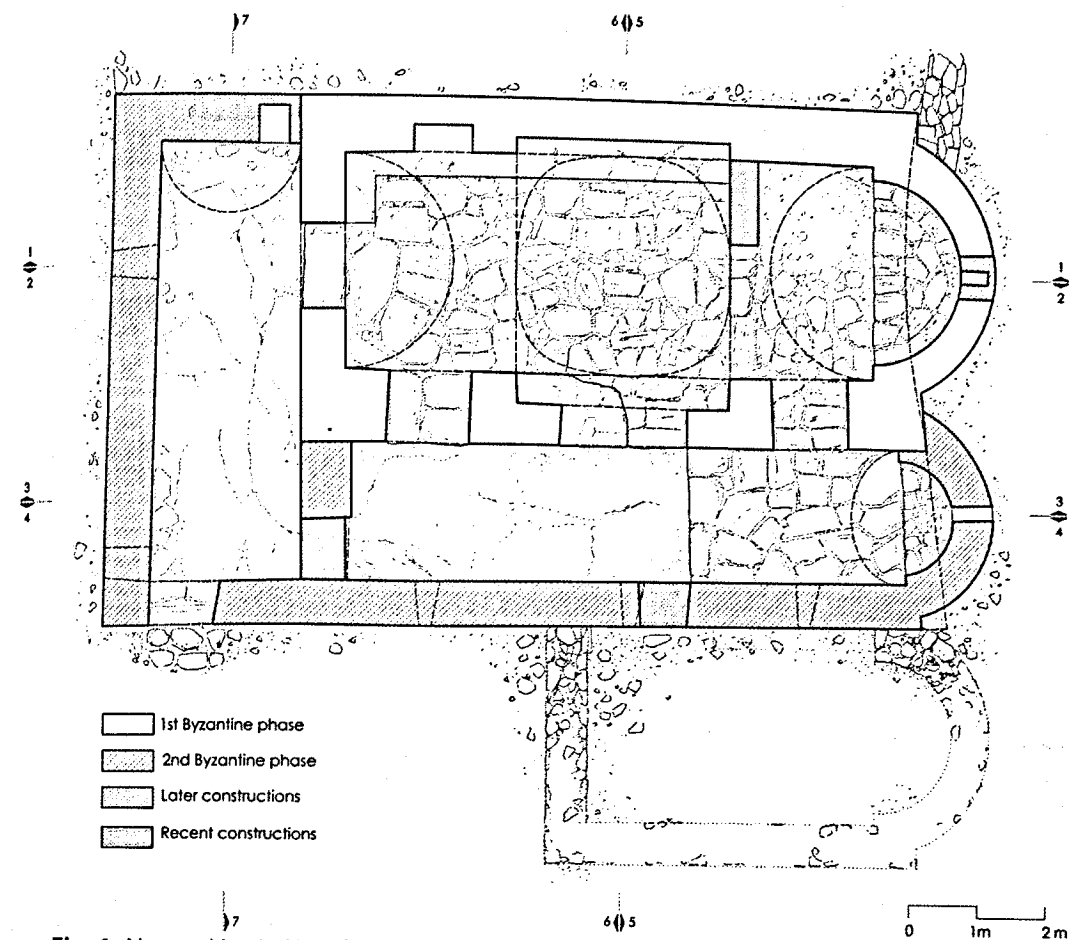 7
6 5
1
2
1
2
3
4
3
4
1st Byzantine phase
2nd Byzantine phase
Later constructions
Recent constructions
7
6 5
0 1m 2m